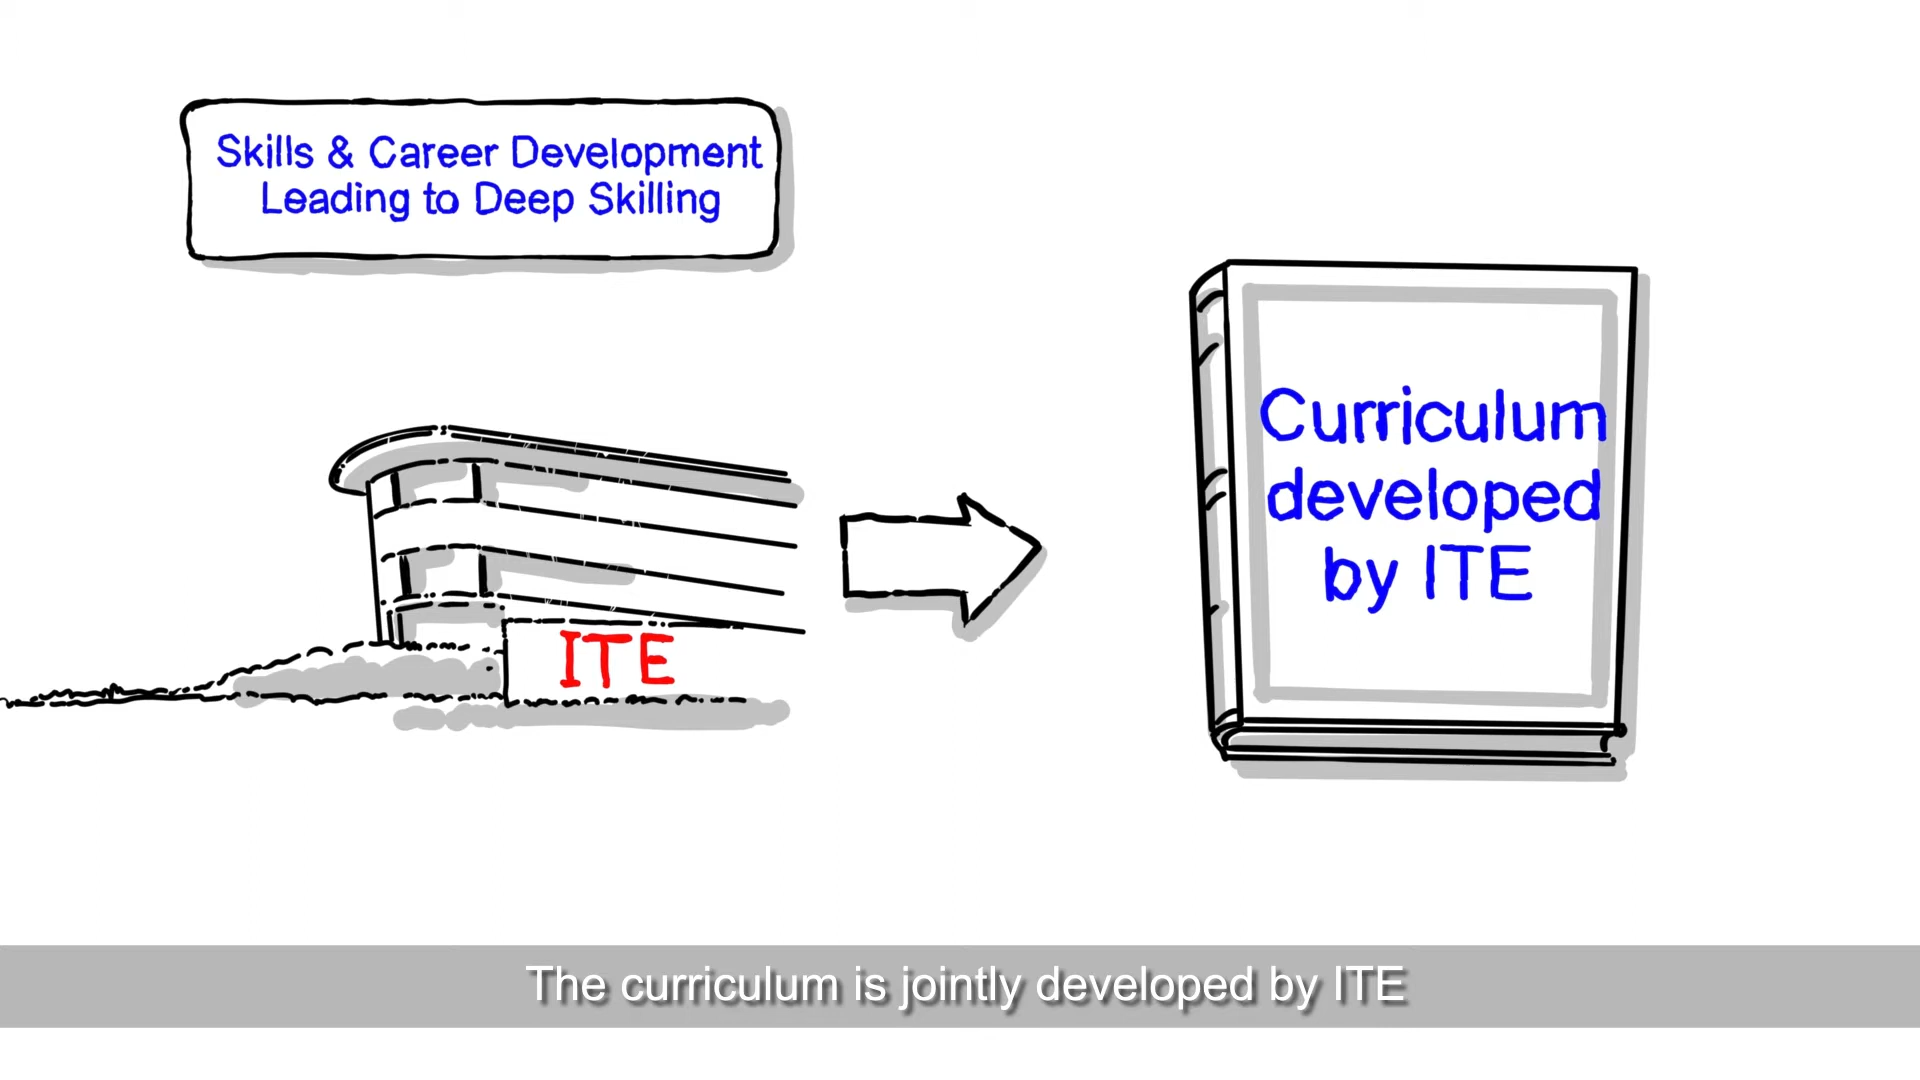 Skills & Career Development
Leading to Deep Skilling
Curriculum
developed
by ITE
ITE
The curriculum is jointly developed by ITE